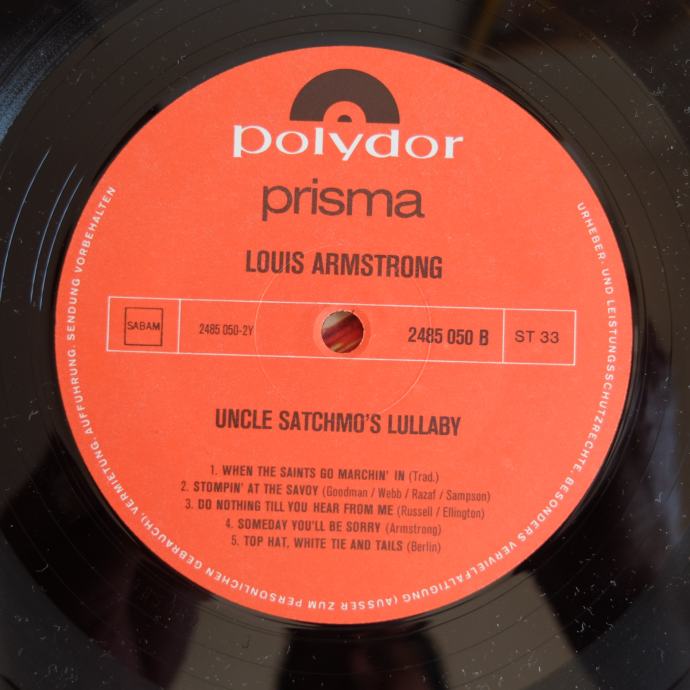 polydor
prisma
LOUIS ARMSTRONG
SABAM
2485 050-2Y
2485 050 B
ST 33
UNCLE SATCHMO'S LULLABY
1. WHEN THE SAINTS GO MARCHIN' IN (Trad.)
2. STOMPIN' AT THE SAVOY (Goodman / Webb / Razaf / Sampson)
3. DO NOTHING TILL YOU HEAR FROM ME (Russell / Ellington)
4. SOMEDAY YOU'LL BE SORRY (Armstrong)
5. TOP HAT, WHITE TIE AND TAILS (Berlin)
URHEBER- UND LEISTUNGSSCHUTZRECHTE, BESONDERS VERVIELFÄLTIGUNG (AUSSER ZUM PERSÖNLICHEN GEBRAUCH), VERMIETUNG, AUFFÜHRUNG, SENDUNG VORBEHALTEN